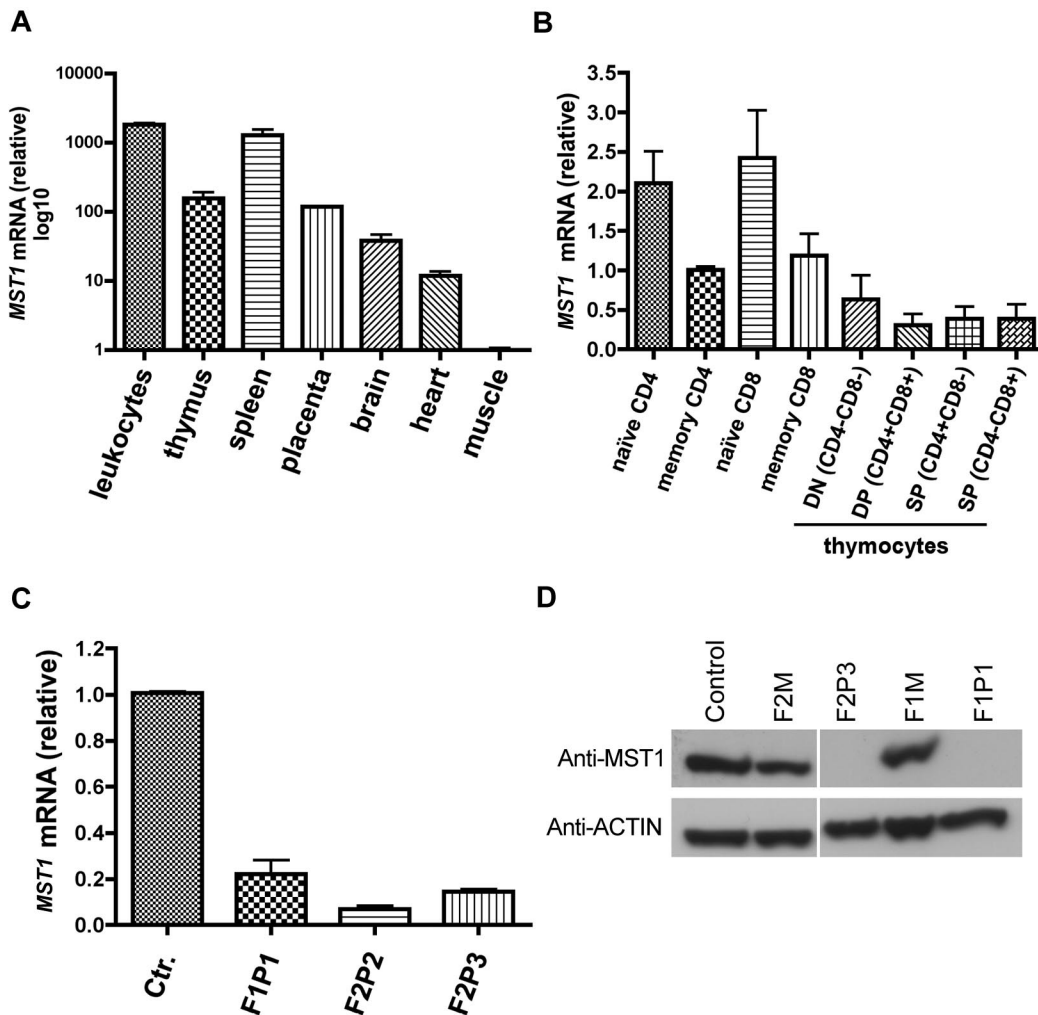 A
MST1 mRNA (relative)
log10
10000
1000
100
10
1
leukocytes
thymus
spleen
placenta
brain
heart
muscle
B
MST1 mRNA (relative)
3.5
3.0
2.5
2.0
1.5
1.0
0.5
0.0
naïve CD4
memory CD4
naïve CD8
memory CD8
DN (CD4-CD8-)
DP (CD4+CD8+)
SP (CD4+CD8-)
SP (CD4-CD8+)
thymocytes
C
MST1 mRNA (relative)
1.2
1.0
0.8
0.6
0.4
0.2
0.0
Ctr.
F1P1
F2P2
F2P3
D
Control
F2M
F2P3
F1M
F1P1
Anti-MST1
Anti-ACTIN